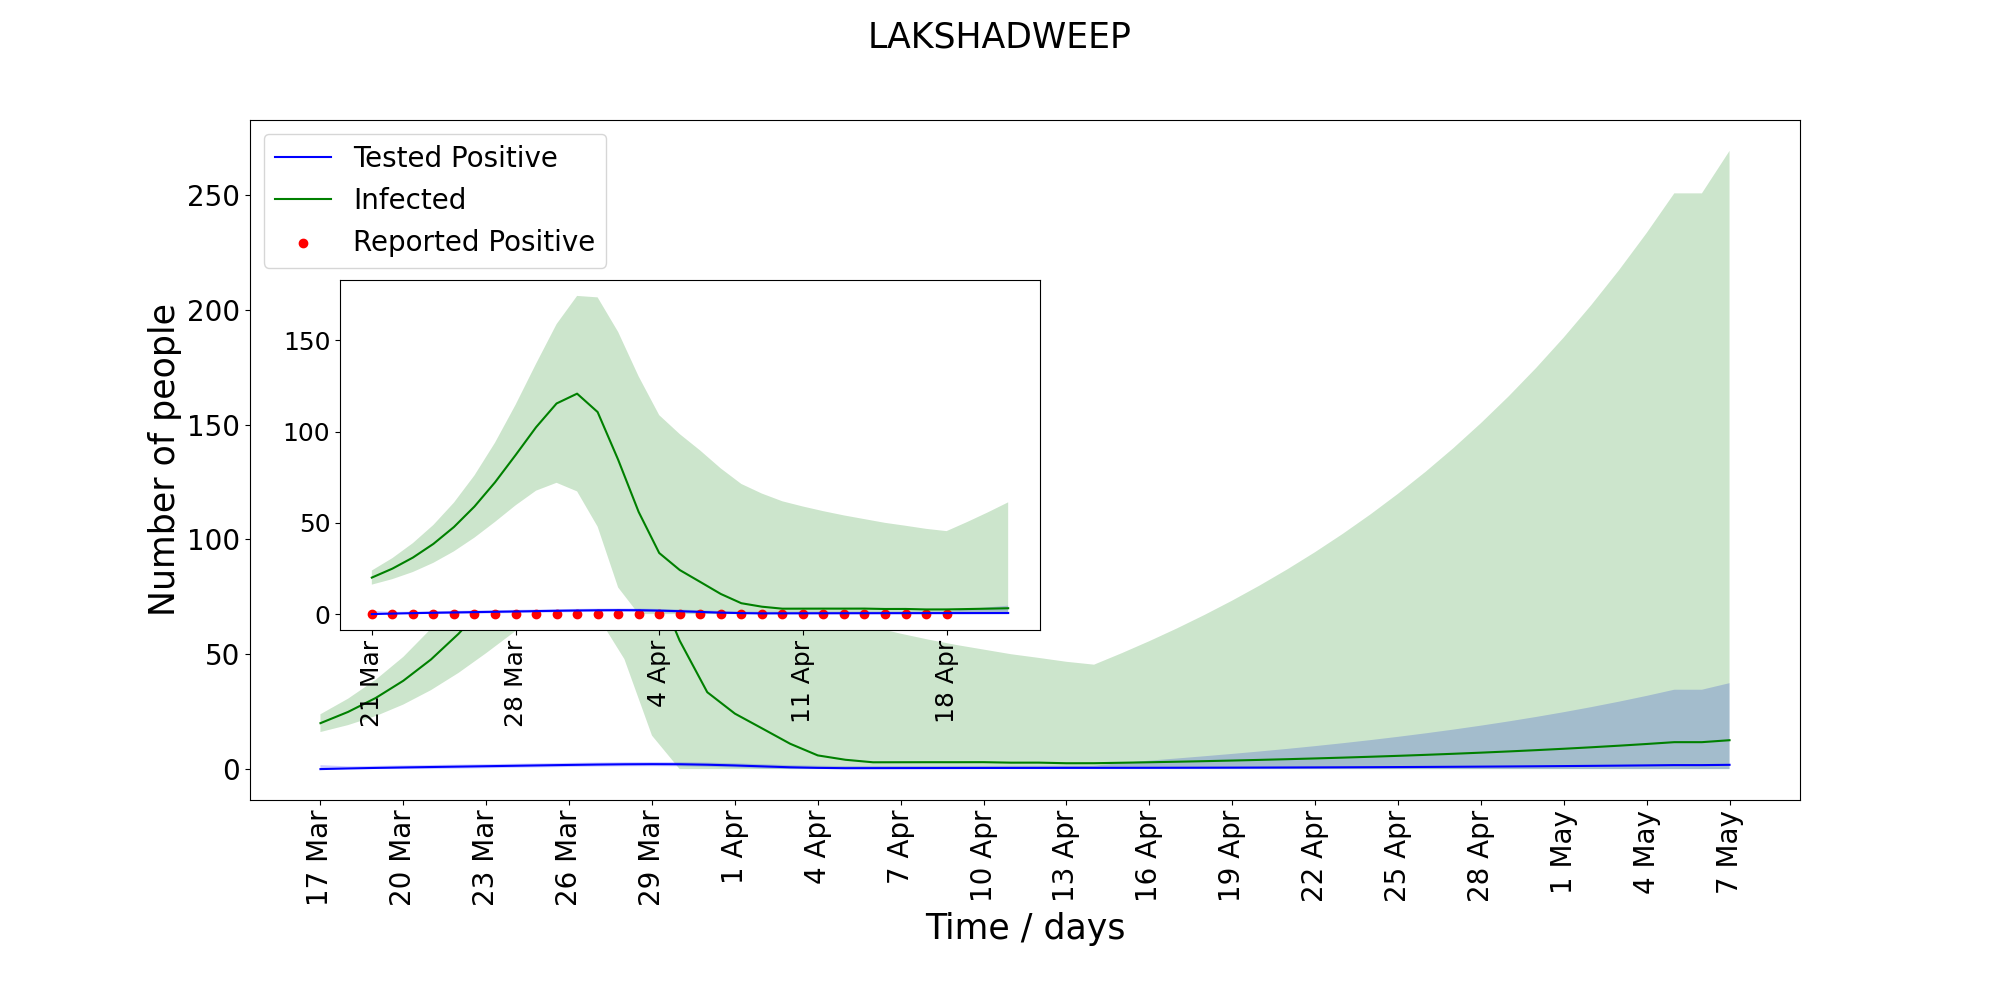 LAKSHADWEEP
Tested Positive
Infected
Reported Positive
Number of people
250
200
150
100
50
0
150
100
50
0
21 Mar
28 Mar
4 Apr
11 Apr
18 Apr
17 Mar
20 Mar
23 Mar
26 Mar
29 Mar
1 Apr
4 Apr
7 Apr
10 Apr
13 Apr
16 Apr
19 Apr
22 Apr
25 Apr
28 Apr
1 May
4 May
7 May
Time / days